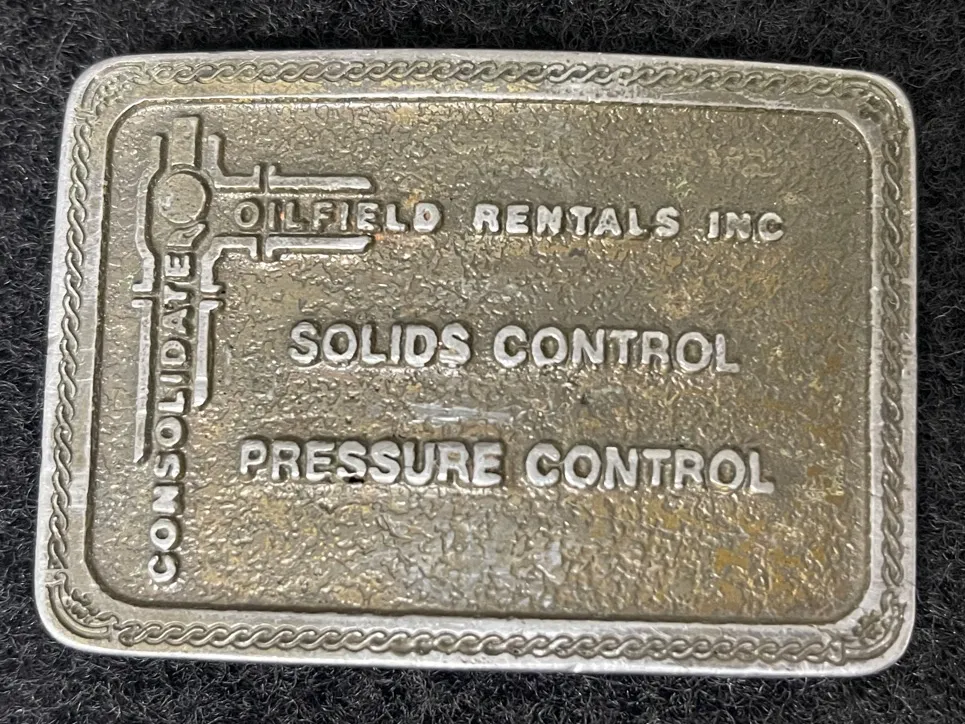 CONSOLIDATED
OILFIELD RENTALS INC
SOLIDS CONTROL
PRESSURE CONTROL